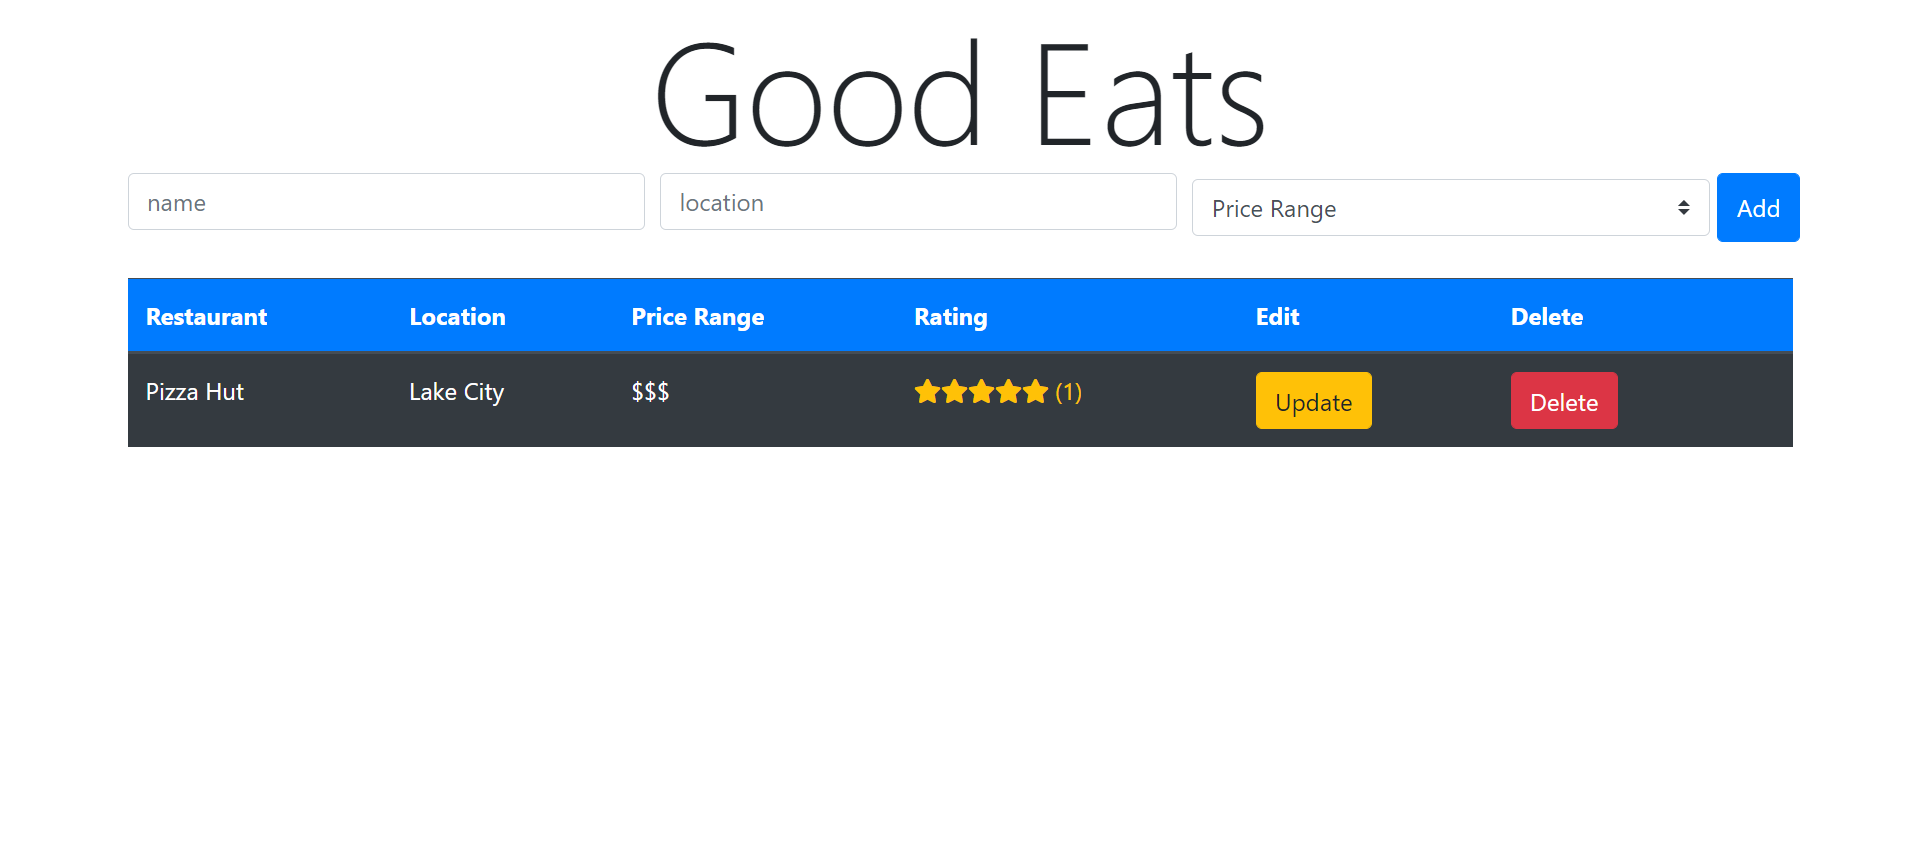 Good Eats
name location Price Range Add
Restaurant Location Price Range Rating Edit Delete
Pizza Hut Lake City $$$ (1) Update Delete